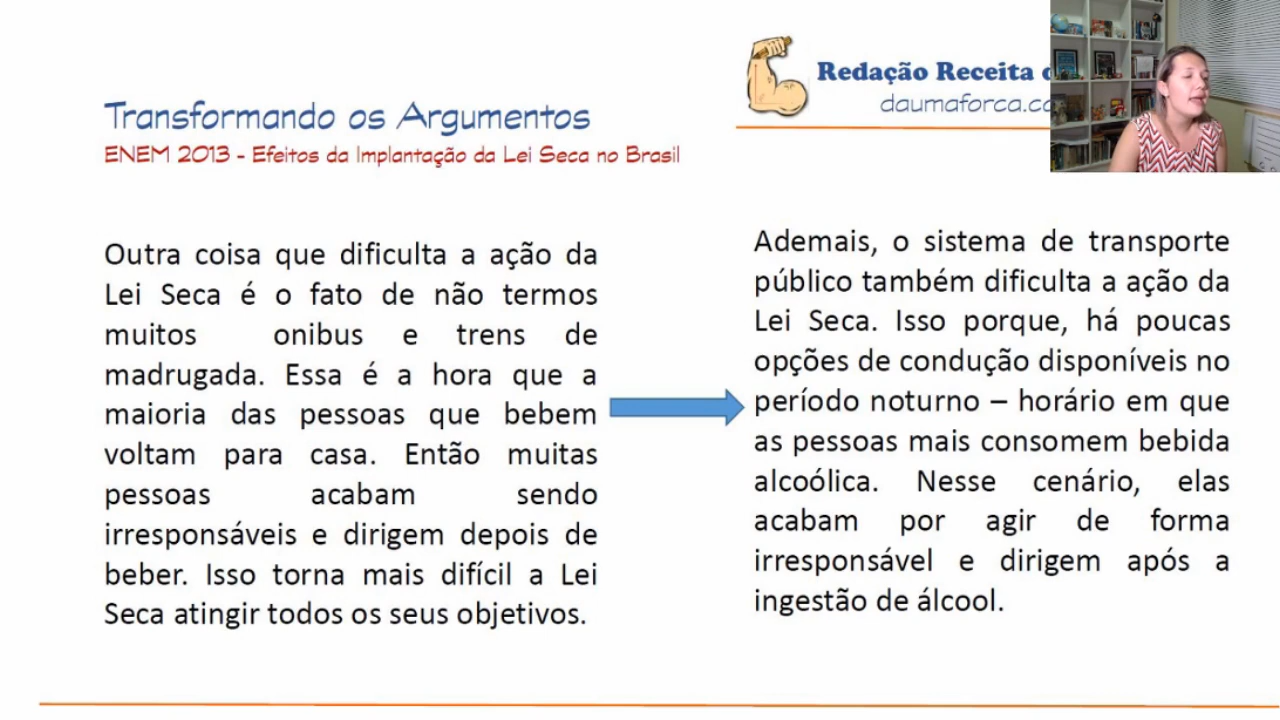 Redação Receita
daumaforca.co
Transformando os Argumentos
ENEM 2013 - Efeitos da Implantação da Lei Seca no Brasil
Outra coisa que dificulta a ação da
Lei Seca é o fato de não termos
muitos onibus e trens de
madrugada. Essa é a hora que a
maioria das pessoas que bebem
voltam para casa. Então muitas
pessoas acabam sendo
irresponsáveis e dirigem depois de
beber. Isso torna mais difícil a Lei
Seca atingir todos os seus objetivos.
Ademais, o sistema de transporte
público também dificulta a ação da
Lei Seca. Isso porque, há poucas
opções de condução disponíveis no
período noturno – horário em que
as pessoas mais consomem bebida
alcoólica. Nesse cenário, elas
acabam por agir de forma
irresponsável e dirigem após a
ingestão de álcool.